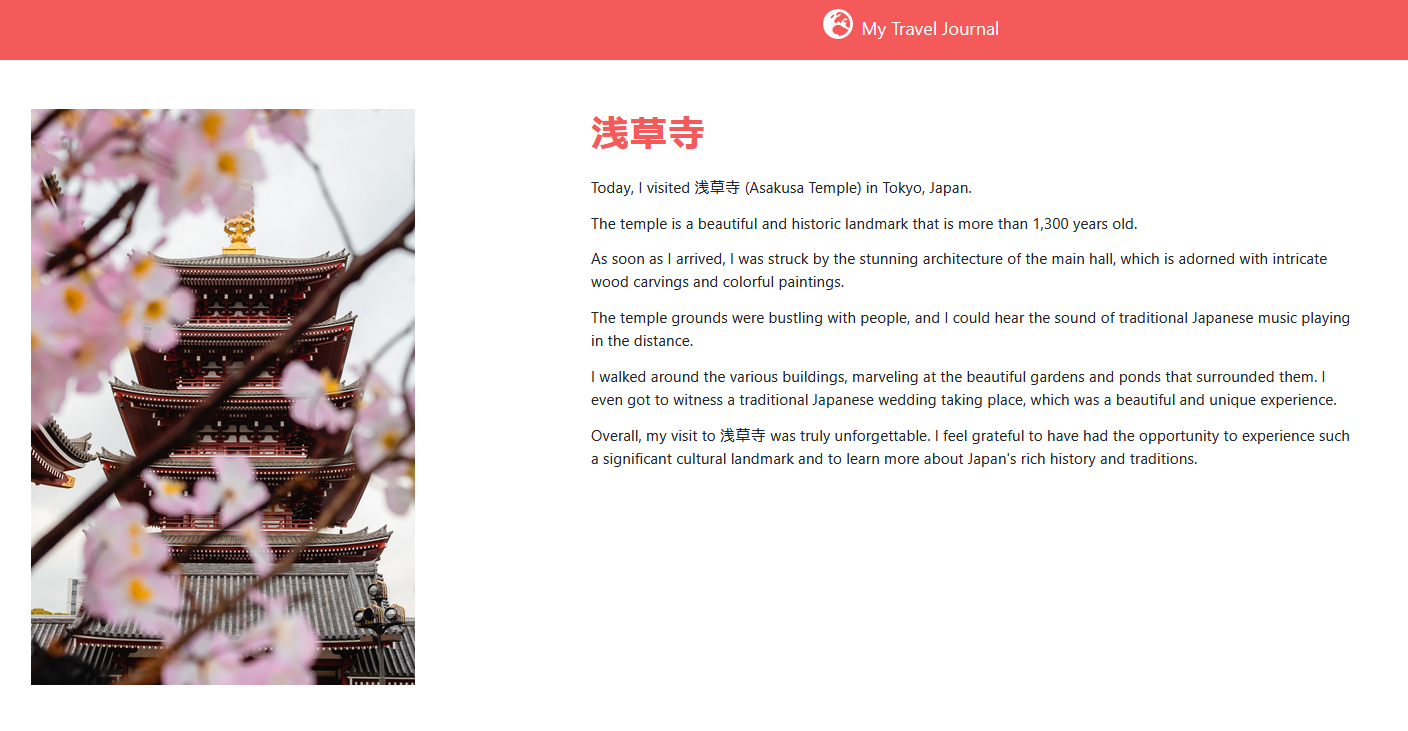 My Travel Journal
浅草寺
Today, I visited 浅草寺 (Asakusa Temple) in Tokyo, Japan.
The temple is a beautiful and historic landmark that is more than 1,300 years old.
As soon as I arrived, I was struck by the stunning architecture of the main hall, which is adorned with intricate
wood carvings and colorful paintings.
The temple grounds were bustling with people, and I could hear the sound of traditional Japanese music playing
in the distance.
I walked around the various buildings, marveling at the beautiful gardens and ponds that surrounded them. I
even got to witness a traditional Japanese wedding taking place, which was a beautiful and unique experience.
Overall, my visit to 浅草寺 was truly unforgettable. I feel grateful to have had the opportunity to experience such
a significant cultural landmark and to learn more about Japan's rich history and traditions.